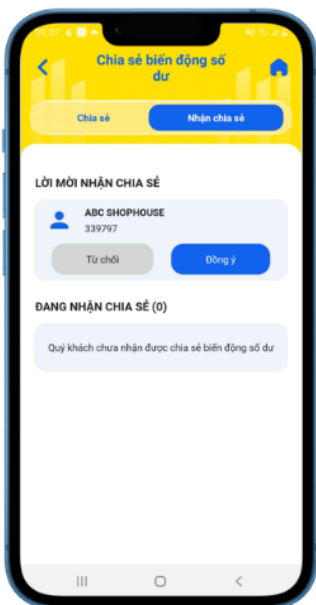 09:07
Chia sẻ biến động số
dư
Chia sẻ
Nhận chia sẻ
LỜI MỜI NHẬN CHIA SẺ
ABC SHOPHOUSE
339797
Từ chối
Đồng ý
ĐANG NHẬN CHIA SẺ (0)
Quý khách chưa nhận được chia sẻ biến động số dư